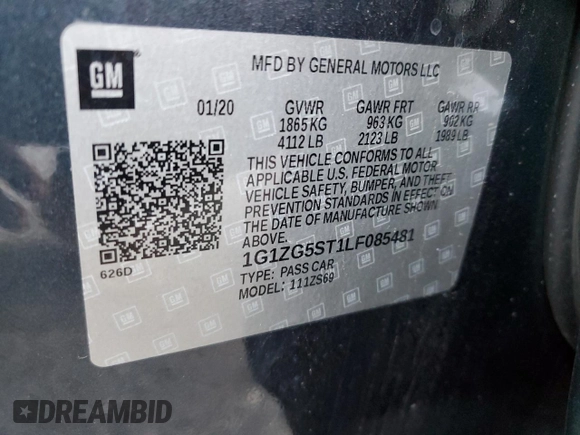 GM
MFD BY GENERAL MOTORS LLC
01/20 GVWR GAWR FRT GAWR RR
1865 KG 963 KG 902 KG
4112 LB 2123 LB 1989 LB
THIS VEHICLE CONFORMS TO ALL
APPLICABLE U.S. FEDERAL MOTOR
VEHICLE SAFETY, BUMPER, AND THEFT
PREVENTION STANDARDS IN EFFECT
ON THE DATE OF MANUFACTURE SHOWN
ABOVE.
1G1ZG5ST1LF085481
TYPE: PASS CAR
MODEL: 111ZS69
626D
DREAMBID